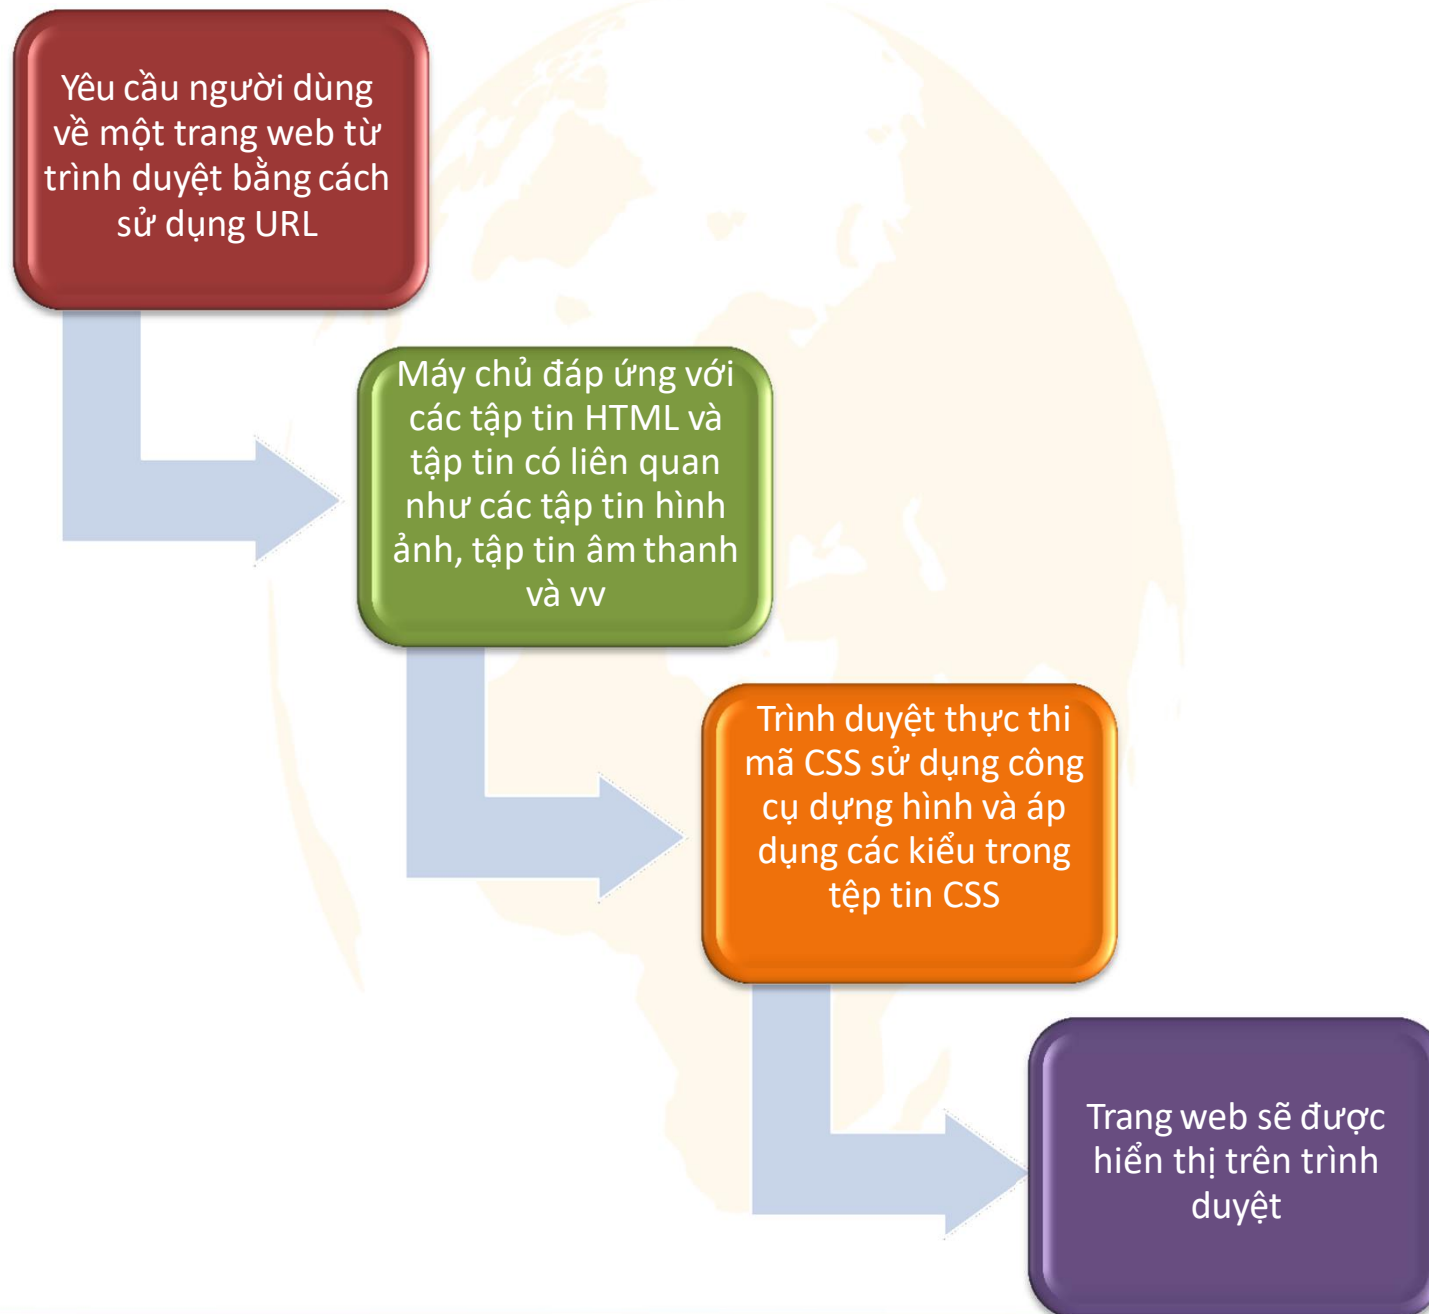 Yêu cầu người dùng
về một trang web từ
trình duyệt bằng cách
sử dụng URL
Máy chủ đáp ứng với
các tập tin HTML và
tập tin có liên quan
như các tập tin hình
ảnh, tập tin âm thanh
và vv
Trình duyệt thực thi
mã CSS sử dụng công
cụ dựng hình và áp
dụng các kiểu trong
tệp tin CSS
Trang web sẽ được
hiển thị trên trình
duyệt